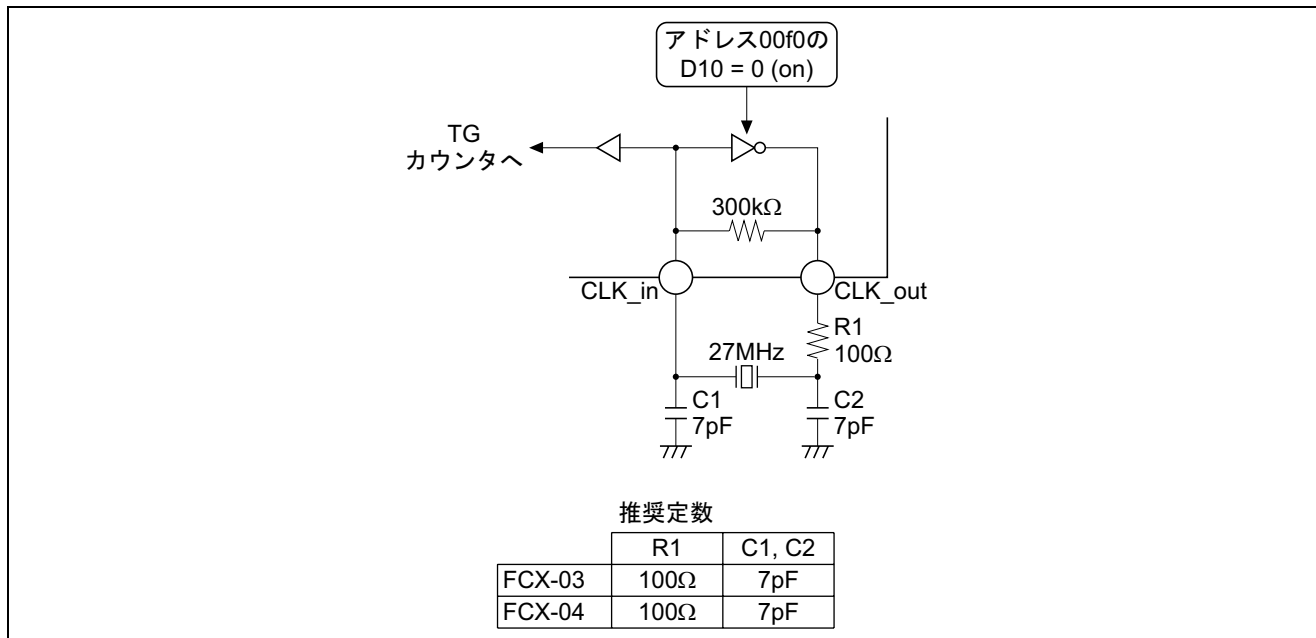 アドレス00f0の
D10 = 0 (on)
TG
カウンタへ
300kΩ
CLK_in
CLK_out
R1
100Ω
27MHz
C1
7pF
C2
7pF
推奨定数
R1 C1, C2
FCX-03 100Ω 7pF
FCX-04 100Ω 7pF